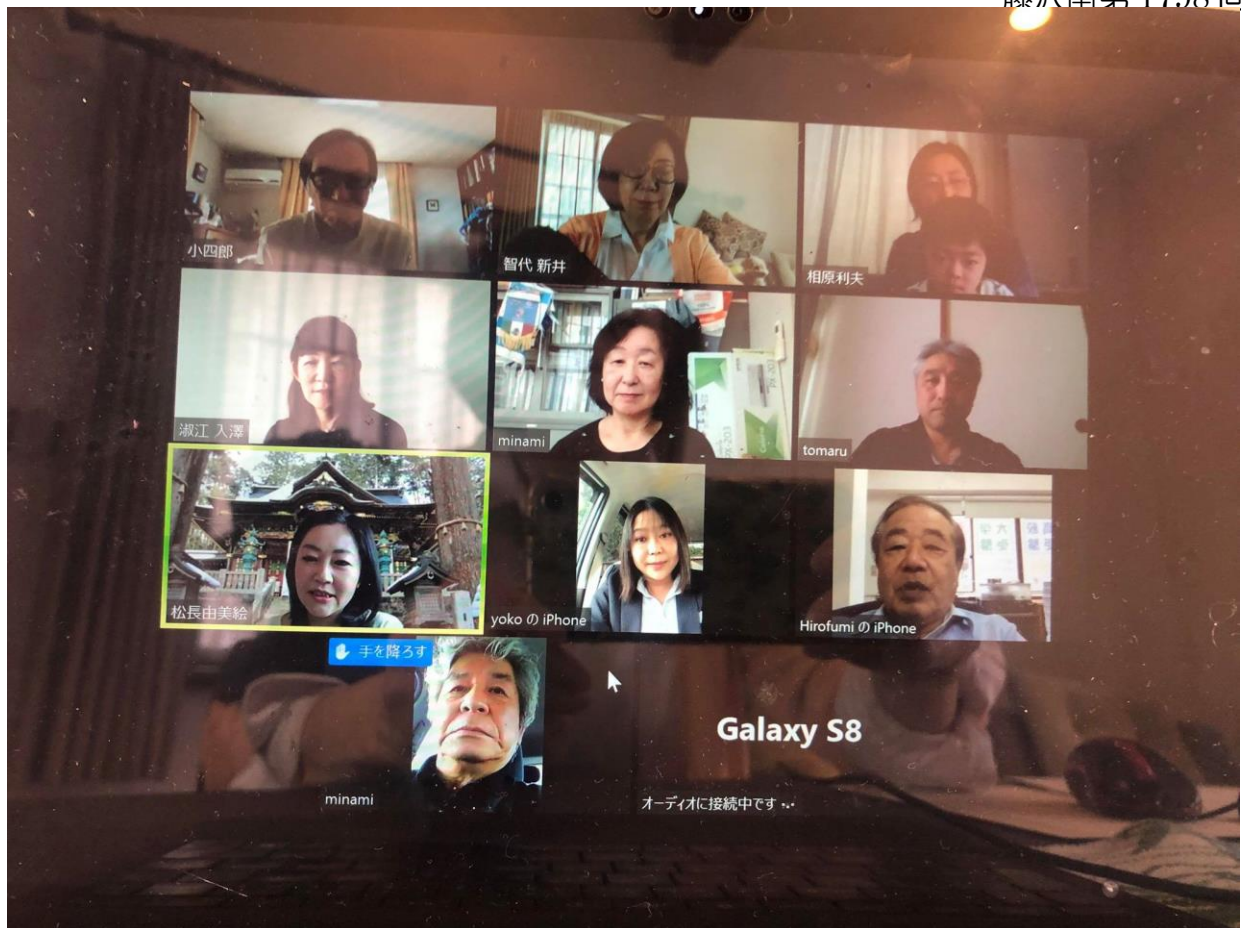 小四郎
智代 新井
相原利夫
淑江 入澤
minami
tomaru
松長由美絵
yoko の iPhone
Hirofumi の iPhone
手を降ろす
minami
Galaxy S8
オーディオに接続中です